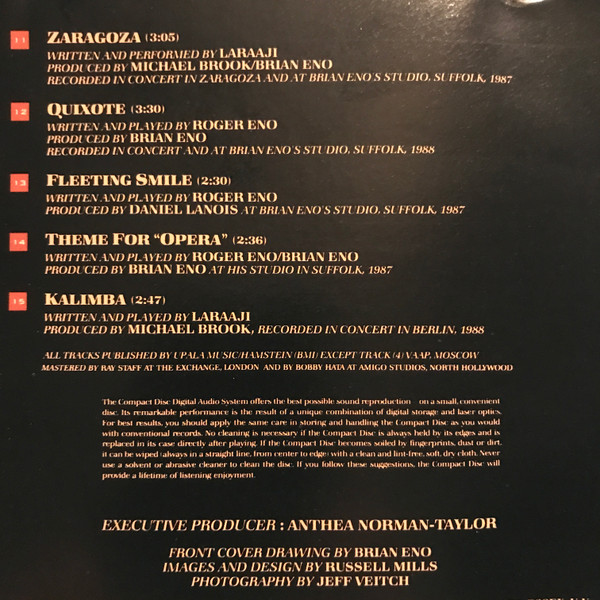 11 ZARAGOZA (3:05)
WRITTEN AND PERFORMED BY LARAAJI
PRODUCED BY MICHAEL BROOK/BRIAN ENO
RECORDED IN CONCERT IN ZARAGOZA AND AT BRIAN ENO'S STUDIO, SUFFOLK, 1987
12 QUIXOTE (3:30)
WRITTEN AND PLAYED BY ROGER ENO
PRODUCED BY BRIAN ENO
RECORDED IN CONCERT AND AT BRIAN ENO'S STUDIO, SUFFOLK, 1988
13 FLEETING SMILE (2:30)
WRITTEN AND PLAYED BY ROGER ENO
PRODUCED BY DANIEL LANOIS AT BRIAN ENO'S STUDIO, SUFFOLK, 1987
14 THEME FOR "OPERA" (2:36)
WRITTEN AND PLAYED BY ROGER ENO/BRIAN ENO
PRODUCED BY BRIAN ENO AT HIS STUDIO IN SUFFOLK, 1987
15 KALIMBA (2:47)
WRITTEN AND PLAYED BY LARAAJI
PRODUCED BY MICHAEL BROOK, RECORDED IN CONCERT IN BERLIN, 1988
ALL TRACKS PUBLISHED BY UPALA MUSIC/HAMSTEIN (BMI) EXCEPT TRACK (4) VAAP, MOSCOW
MASTERED BY RAY STAFF AT THE EXCHANGE, LONDON AND BY BOBBY HATA AT AMIGO STUDIOS, NORTH HOLLYWOOD
The Compact Disc Digital Audio System offers the best possible sound reproduction on a small, convenient
disc. Its remarkable performance is the result of a unique combination of digital storage and laser optics.
For best results, you should apply the same care in storing and handling the Compact Disc as you would
with conventional records. No cleaning is necessary if the Compact Disc is always held by its edges and is
replaced in its case directly after playing. If the Compact Disc becomes soiled by fingerprints, dust or dirt,
it can be wiped (always in a straight line, from center to edge) with a clean and lint-free, soft, dry cloth. Never
use a solvent or abrasive cleaner to clean the disc. If you follow these suggestions, the Compact Disc will
provide a lifetime of listening enjoyment.
EXECUTIVE PRODUCER : ANTHEA NORMAN-TAYLOR
FRONT COVER DRAWING BY BRIAN ENO
IMAGES AND DESIGN BY RUSSELL MILLS
PHOTOGRAPHY BY JEFF VEITCH